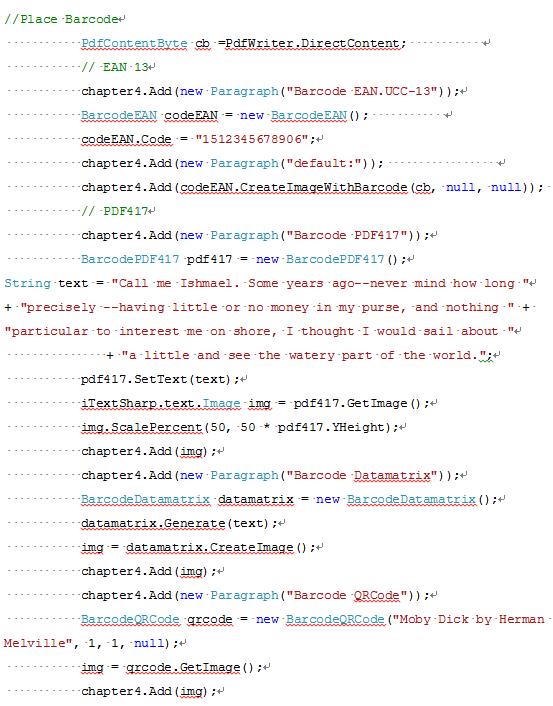 //Place Barcode
PdfContentByte cb =PdfWriter.DirectContent;
// EAN 13
chapter4.Add(new Paragraph("Barcode EAN.UCC-13"));
BarcodeEAN codeEAN = new BarcodeEAN();
codeEAN.Code = "1512345678906";
chapter4.Add(new Paragraph("default:"));
chapter4.Add(codeEAN.CreateImageWithBarcode(cb, null, null));
// PDF417
chapter4.Add(new Paragraph("Barcode PDF417"));
BarcodePDF417 pdf417 = new BarcodePDF417();
String text = "Call me Ishmael. Some years ago--never mind how long "
+ "precisely --having little or no money in my purse, and nothing " +
"particular to interest me on shore, I thought I would sail about "
+ "a little and see the watery part of the world.";
pdf417.SetText(text);
iTextSharp.text.Image img = pdf417.GetImage();
img.ScalePercent(50, 50 * pdf417.YHeight);
chapter4.Add(img);
chapter4.Add(new Paragraph("Barcode Datamatrix"));
BarcodeDatamatrix datamatrix = new BarcodeDatamatrix();
datamatrix.Generate(text);
img = datamatrix.CreateImage();
chapter4.Add(img);
chapter4.Add(new Paragraph("Barcode QRCode"));
BarcodeQRCode qrcode = new BarcodeQRCode("Moby Dick by Herman
Melville", 1, 1, null);
img = qrcode.GetImage();
chapter4.Add(img);